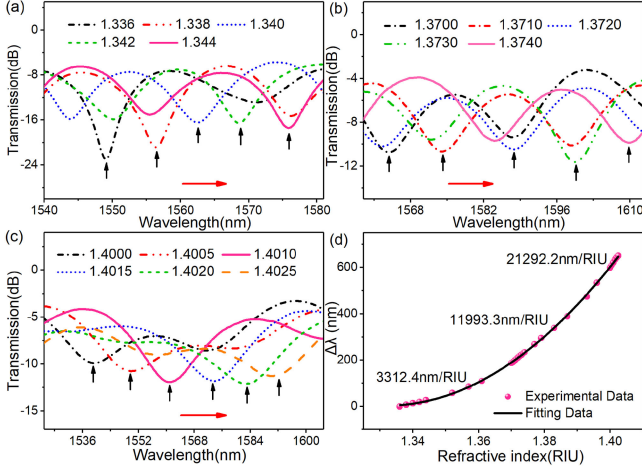 (a)
1.336 1.338 1.340
1.342 1.344
Transmission(dB)
0
-8
-16
-24
1540 1550 1560 1570 1580
Wavelength(nm)
(b)
1.3700 1.3710 1.3720
1.3730 1.3740
Transmission(dB)
0
-4
-8
-12
1568 1582 1596 1610
Wavelength(nm)
(c)
1.4000 1.4005 1.4010
1.4015 1.4020 1.4025
Transmission(dB)
0
-5
-10
-15
1536 1552 1568 1584 1600
Wavelength(nm)
(d)
21292.2nm/RIU
11993.3nm/RIU
3312.4nm/RIU
Δλ (nm)
600
400
200
0
Experimental Data
Fitting Data
1.34 1.36 1.38 1.40
Refractive index(RIU)